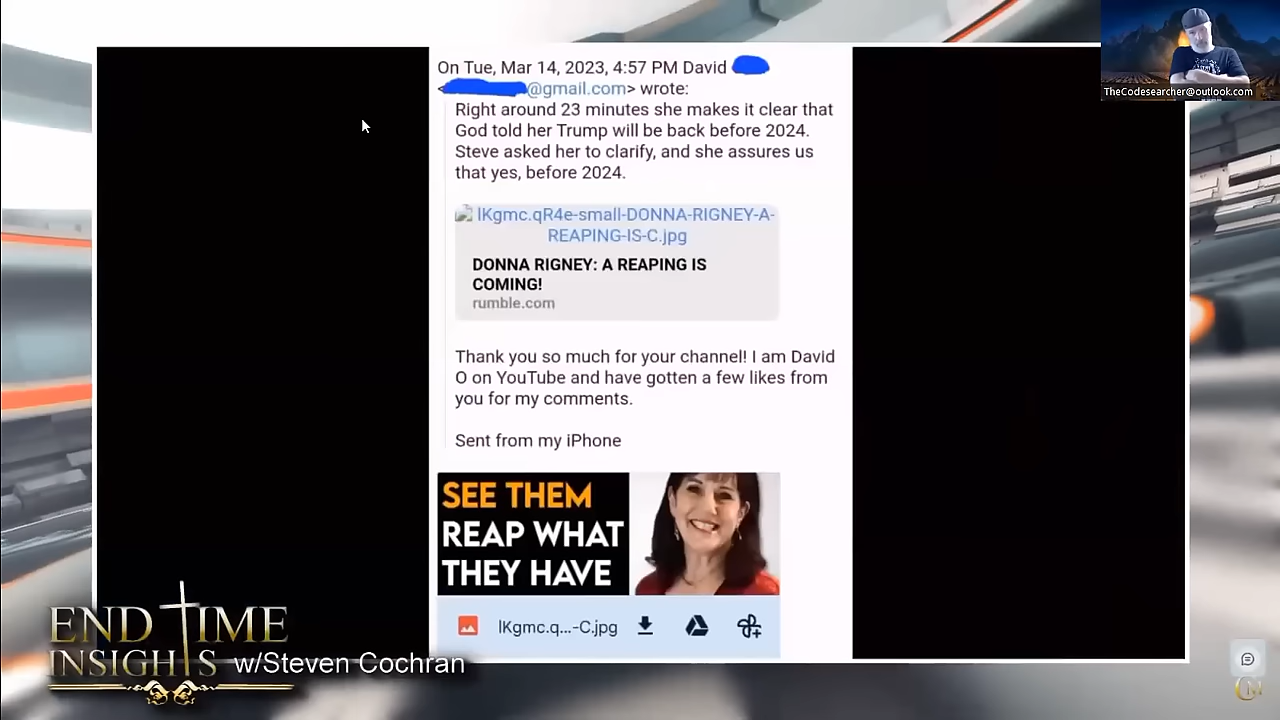 On Tue, Mar 14, 2023, 4:57 PM David
<
@gmail.com> wrote:
Right around 23 minutes she makes it clear that
God told her Trump will be back before 2024.
Steve asked her to clarify, and she assures us
that yes, before 2024.
lKgmc.qR4e-small-DONNA-RIGNEY-A-
REAPING-IS-C.jpg
DONNA RIGNEY: A REAPING IS
COMING!
rumble.com
Thank you so much for your channel! I am David
O on YouTube and have gotten a few likes from
you for my comments.
Sent from my iPhone
SEE THEM
REAP WHAT
THEY HAVE
lKgmc.q...-C.jpg
TheCodesearcher@outlook.com
END TIME
INSIGHTS w/Steven Cochran